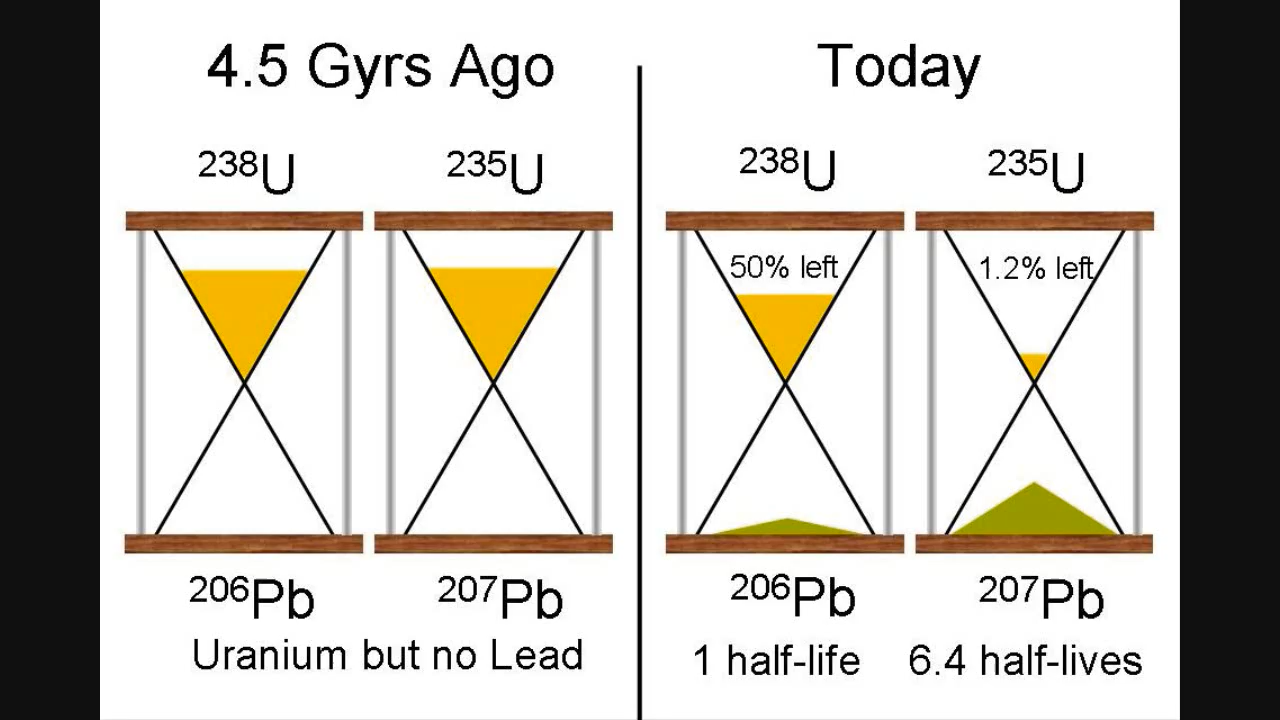 4.5 Gyrs Ago
²³⁸U ²³⁵U
²⁰⁶Pb ²⁰⁷Pb
Uranium but no Lead
Today
²³⁸U ²³⁵U
50% left 1.2% left
²⁰⁶Pb ²⁰⁷Pb
1 half-life 6.4 half-lives